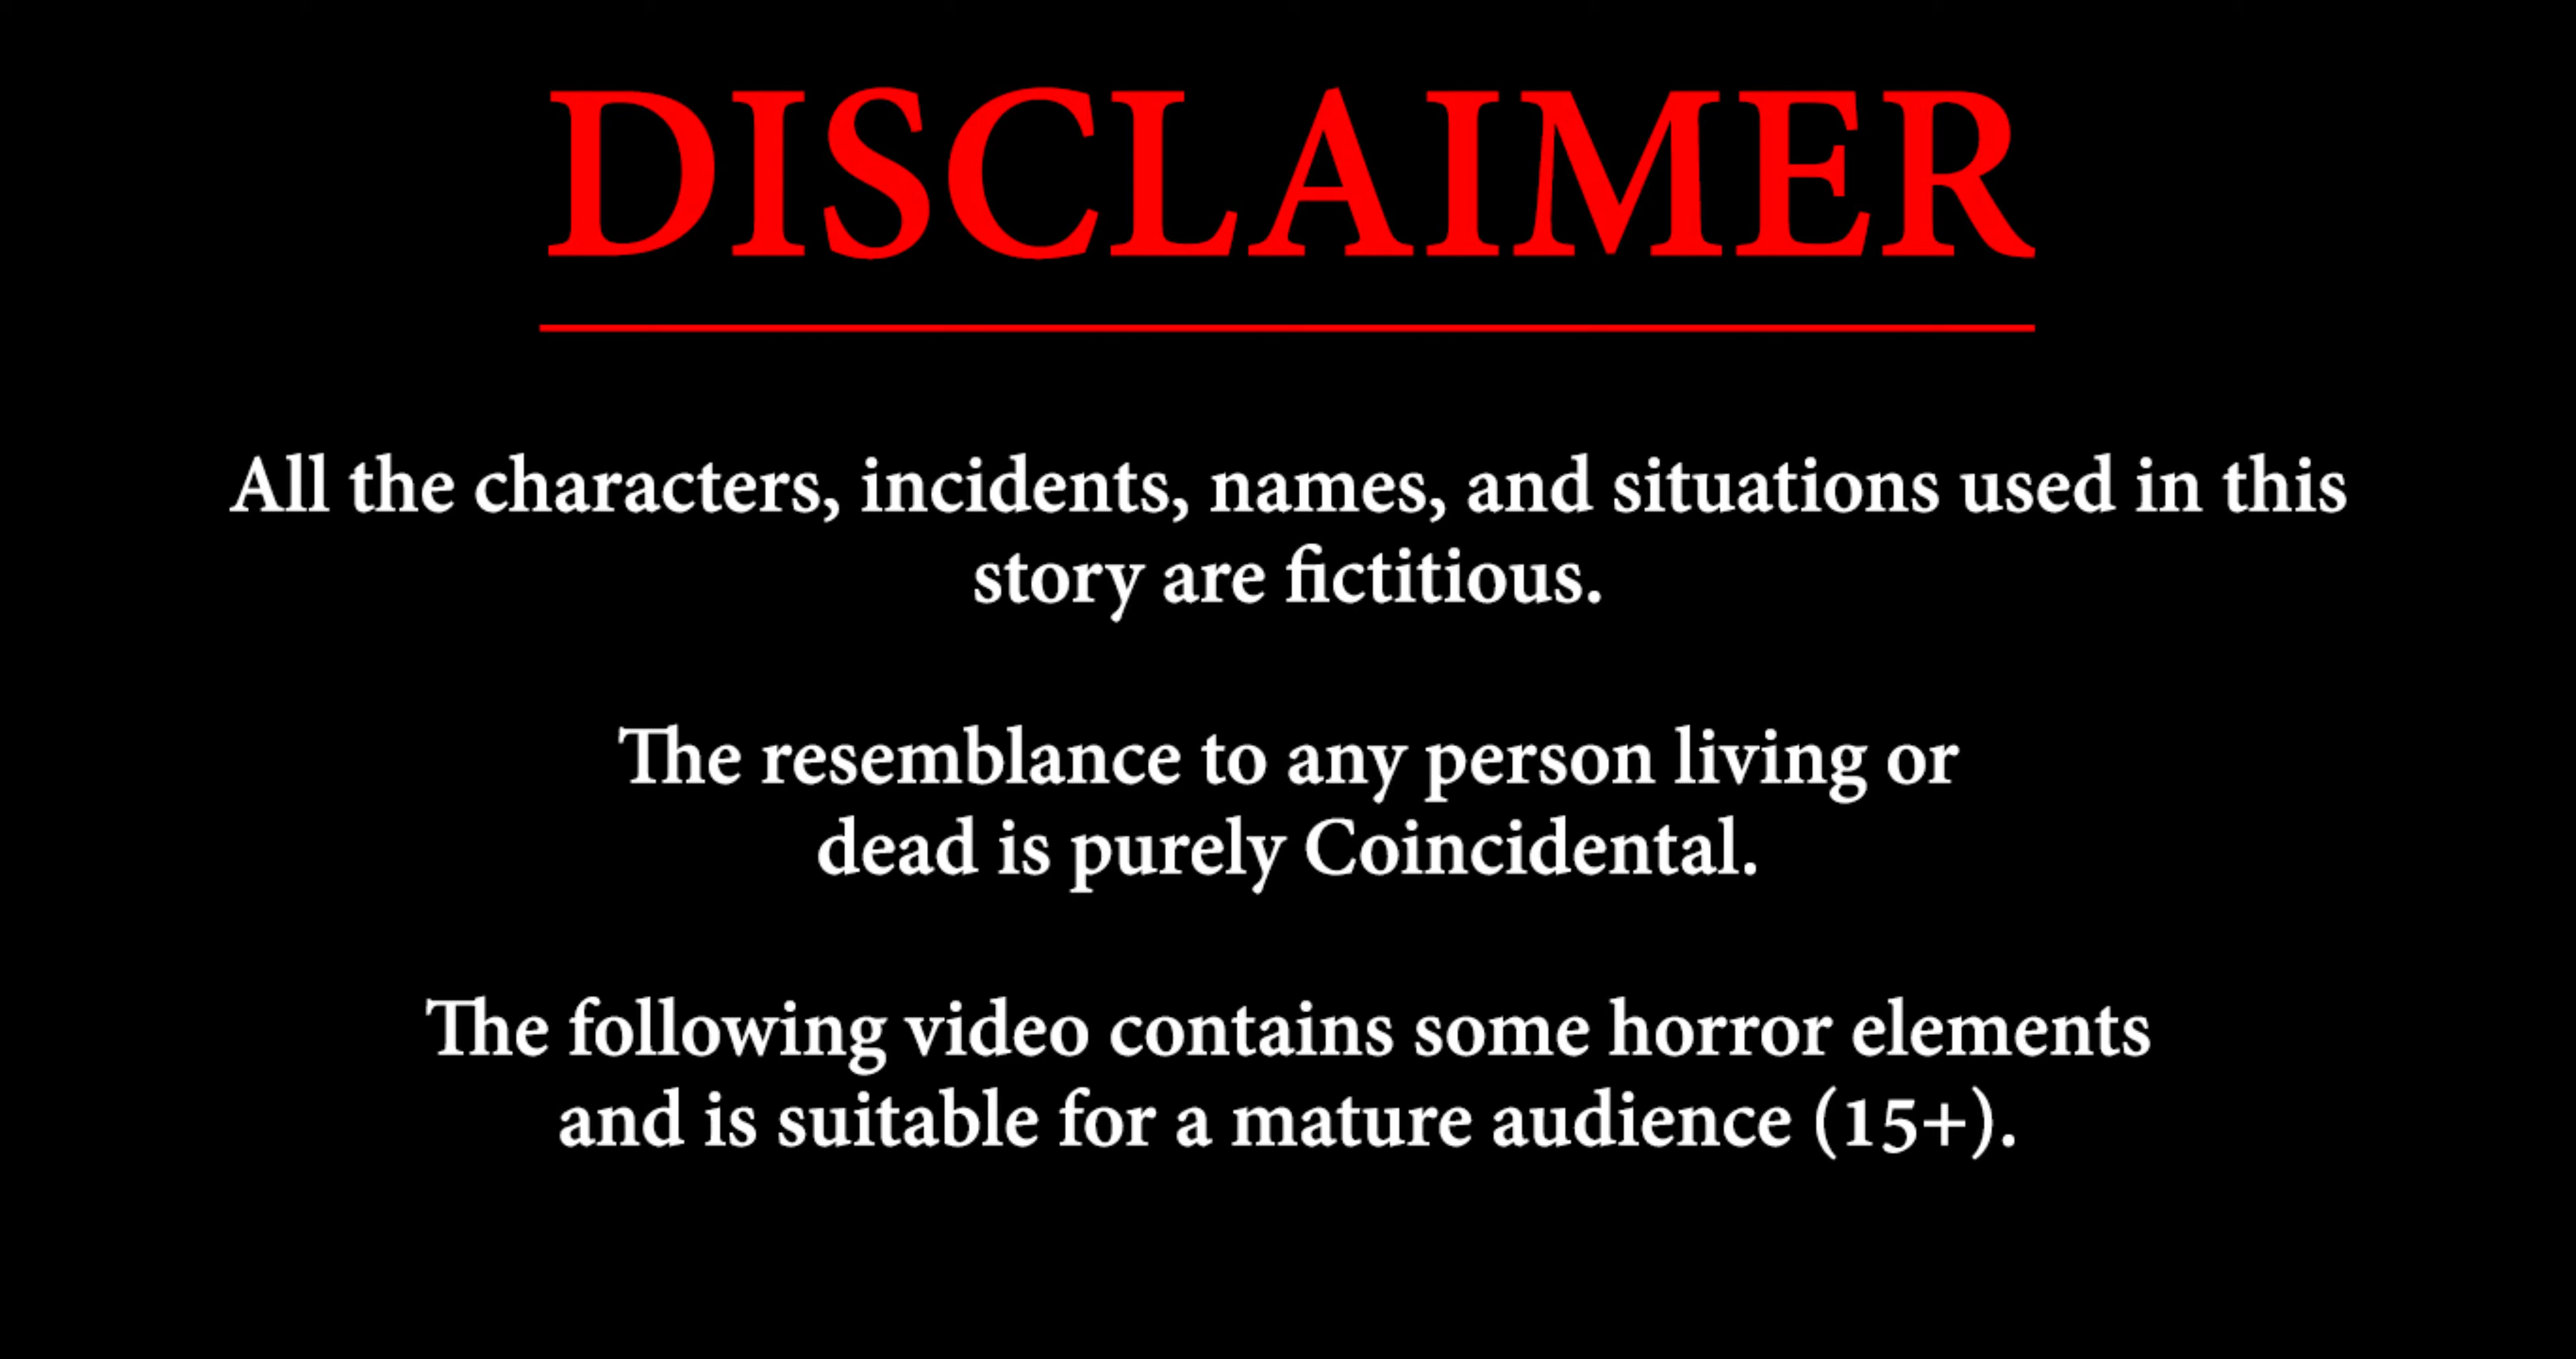 DISCLAIMER
All the characters, incidents, names, and situations used in this
story are fictitious.
The resemblance to any person living or
dead is purely Coincidental.
The following video contains some horror elements
and is suitable for a mature audience (15+).